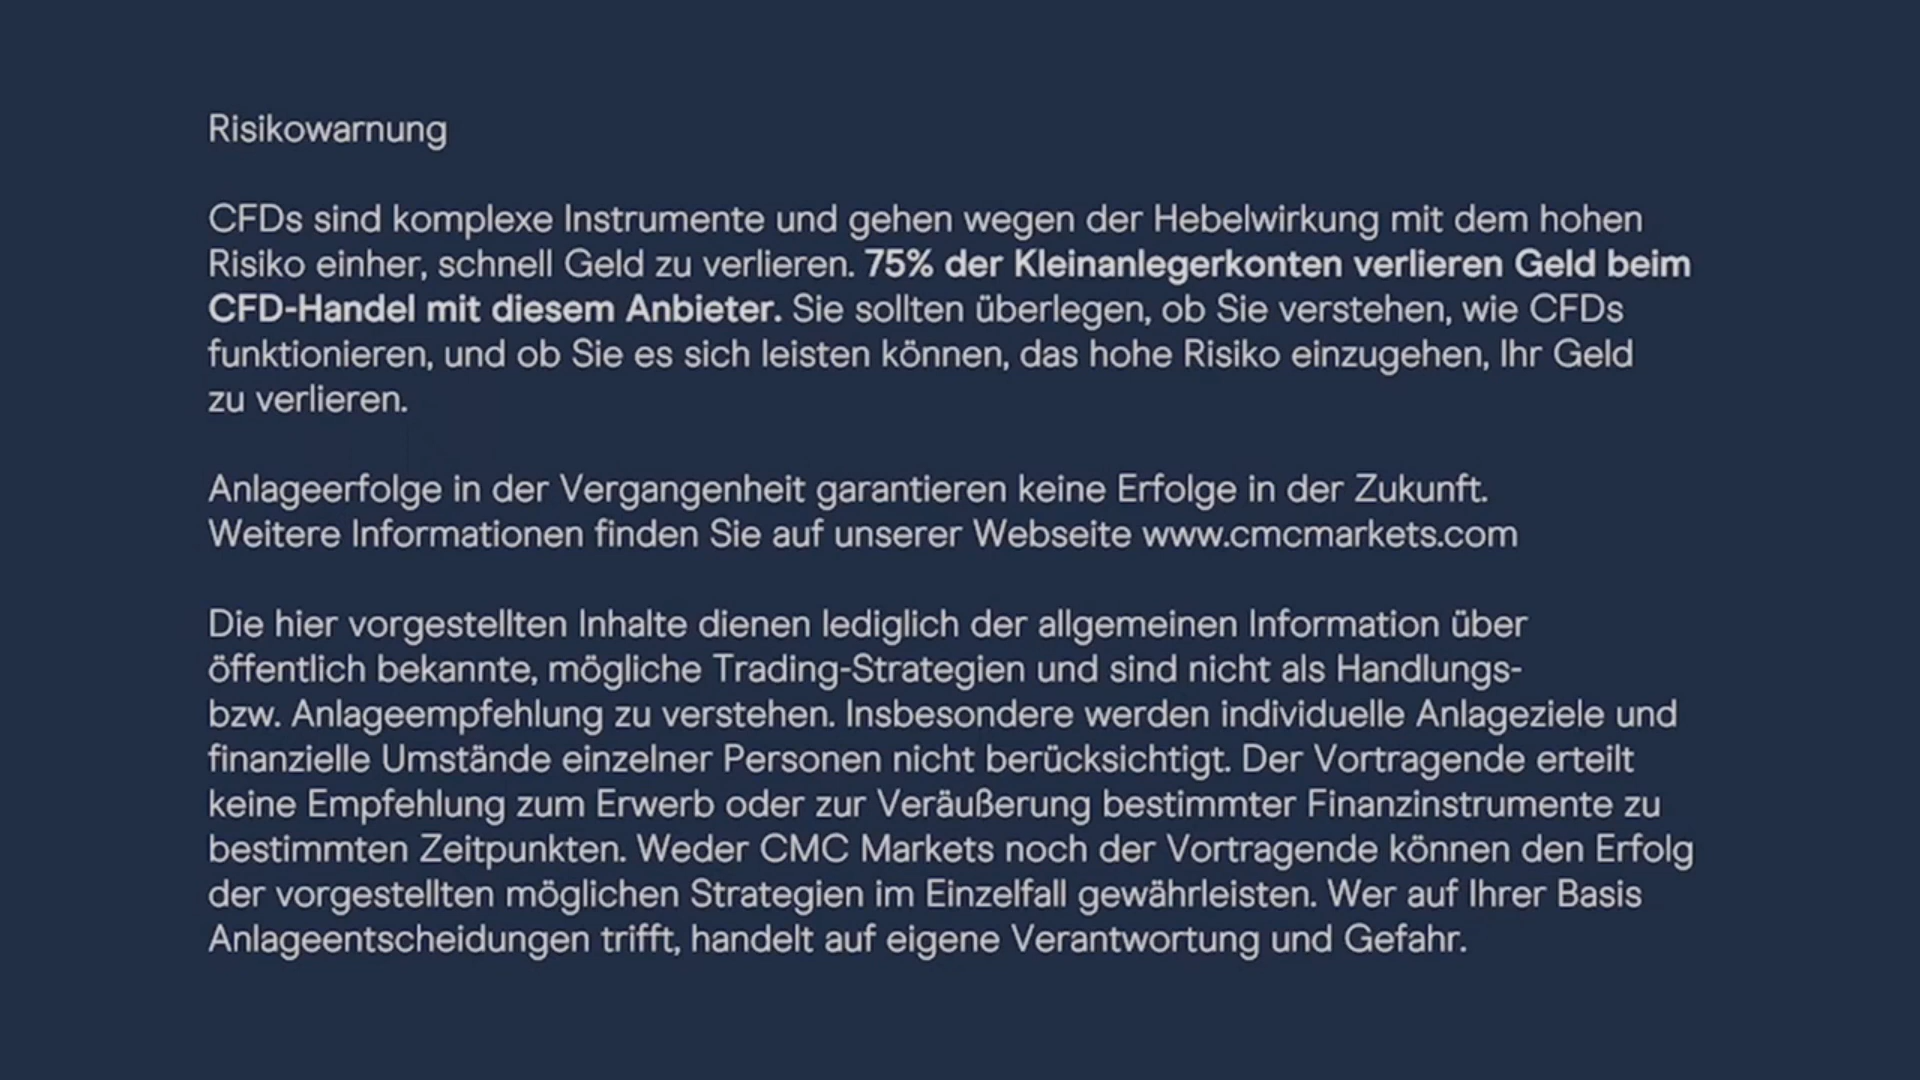 Risikowarnung
CFDs sind komplexe Instrumente und gehen wegen der Hebelwirkung mit dem hohen
Risiko einher, schnell Geld zu verlieren. 75% der Kleinanlegerkonten verlieren Geld beim
CFD-Handel mit diesem Anbieter. Sie sollten überlegen, ob Sie verstehen, wie CFDs
funktionieren, und ob Sie es sich leisten können, das hohe Risiko einzugehen, Ihr Geld
zu verlieren.
Anlageerfolge in der Vergangenheit garantieren keine Erfolge in der Zukunft.
Weitere Informationen finden Sie auf unserer Webseite www.cmcmarkets.com
Die hier vorgestellten Inhalte dienen lediglich der allgemeinen Information über
öffentlich bekannte, mögliche Trading-Strategien und sind nicht als Handlungs-
bzw. Anlageempfehlung zu verstehen. Insbesondere werden individuelle Anlageziele und
finanzielle Umstände einzelner Personen nicht berücksichtigt. Der Vortragende erteilt
keine Empfehlung zum Erwerb oder zur Veräußerung bestimmter Finanzinstrumente zu
bestimmten Zeitpunkten. Weder CMC Markets noch der Vortragende können den Erfolg
der vorgestellten möglichen Strategien im Einzelfall gewährleisten. Wer auf Ihrer Basis
Anlageentscheidungen trifft, handelt auf eigene Verantwortung und Gefahr.